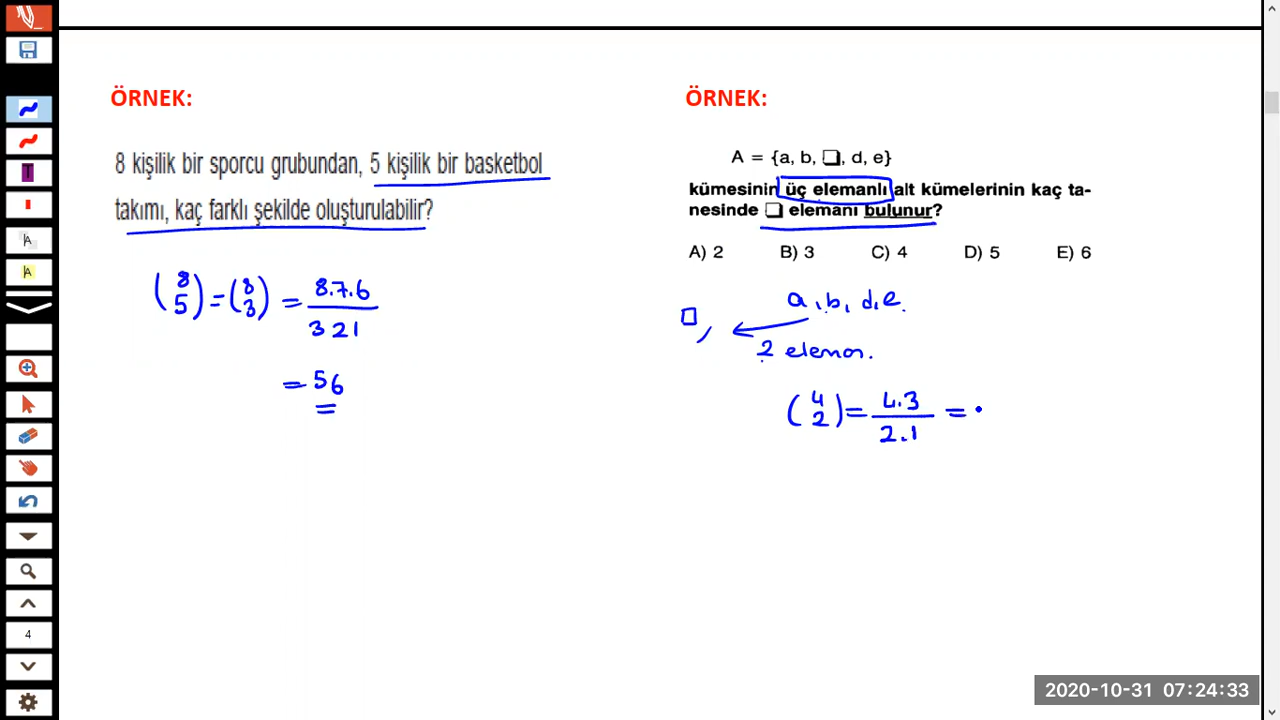 ÖRNEK:
8 kişilik bir sporcu grubundan, 5 kişilik bir basketbol
takımı, kaç farklı şekilde oluşturulabilir?
(8 5) = (8 3) = 8.7.6 / 3 2 1
= 56
ÖRNEK:
A = {a, b, ❑, d, e}
kümesinin üç elemanlı alt kümelerinin kaç ta-
nesinde ❑ elemanı bulunur?
A) 2 B) 3 C) 4 D) 5 E) 6
a, b, d, e.
□,
2 eleman.
(4 2) = 4.3 / 2.1 =
4
2020-10-31 07:24:33